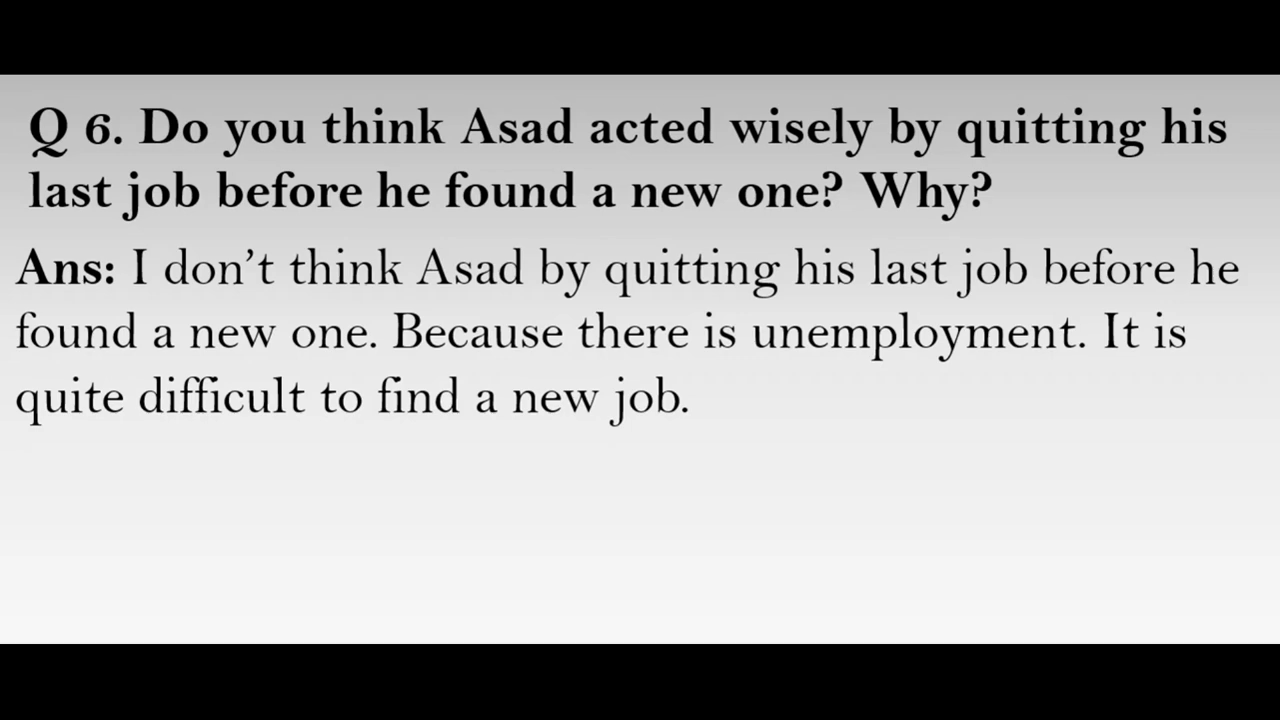 Q 6. Do you think Asad acted wisely by quitting his
last job before he found a new one? Why?
Ans: I don’t think Asad by quitting his last job before he
found a new one. Because there is unemployment. It is
quite difficult to find a new job.